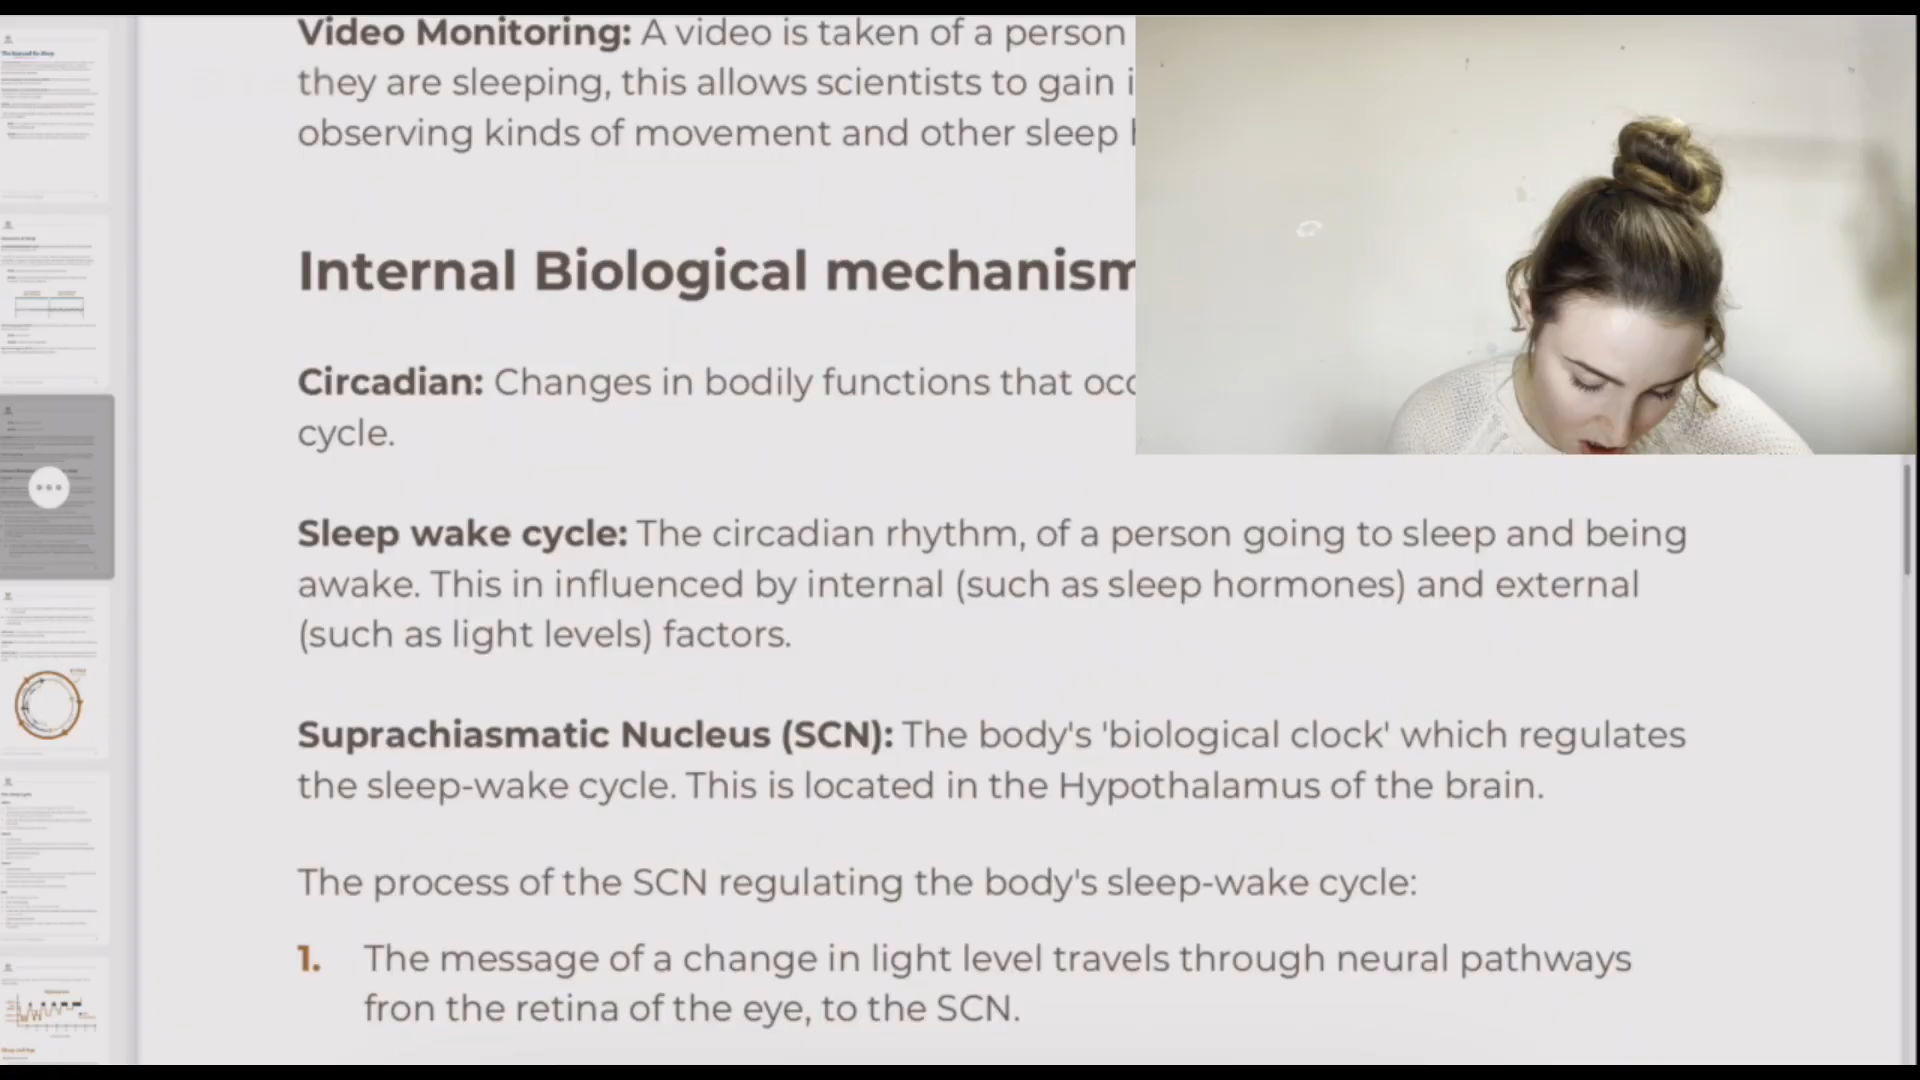 Video Monitoring: A video is taken of a person
they are sleeping, this allows scientists to gain
observing kinds of movement and other sleep
Internal Biological mechanism
Circadian: Changes in bodily functions that
cycle.
Sleep wake cycle: The circadian rhythm, of a person going to sleep and being
awake. This in influenced by internal (such as sleep hormones) and external
(such as light levels) factors.
Suprachiasmatic Nucleus (SCN): The body's 'biological clock' which regulates
the sleep-wake cycle. This is located in the Hypothalamus of the brain.
The process of the SCN regulating the body's sleep-wake cycle:
1. The message of a change in light level travels through neural pathways
fron the retina of the eye, to the SCN.